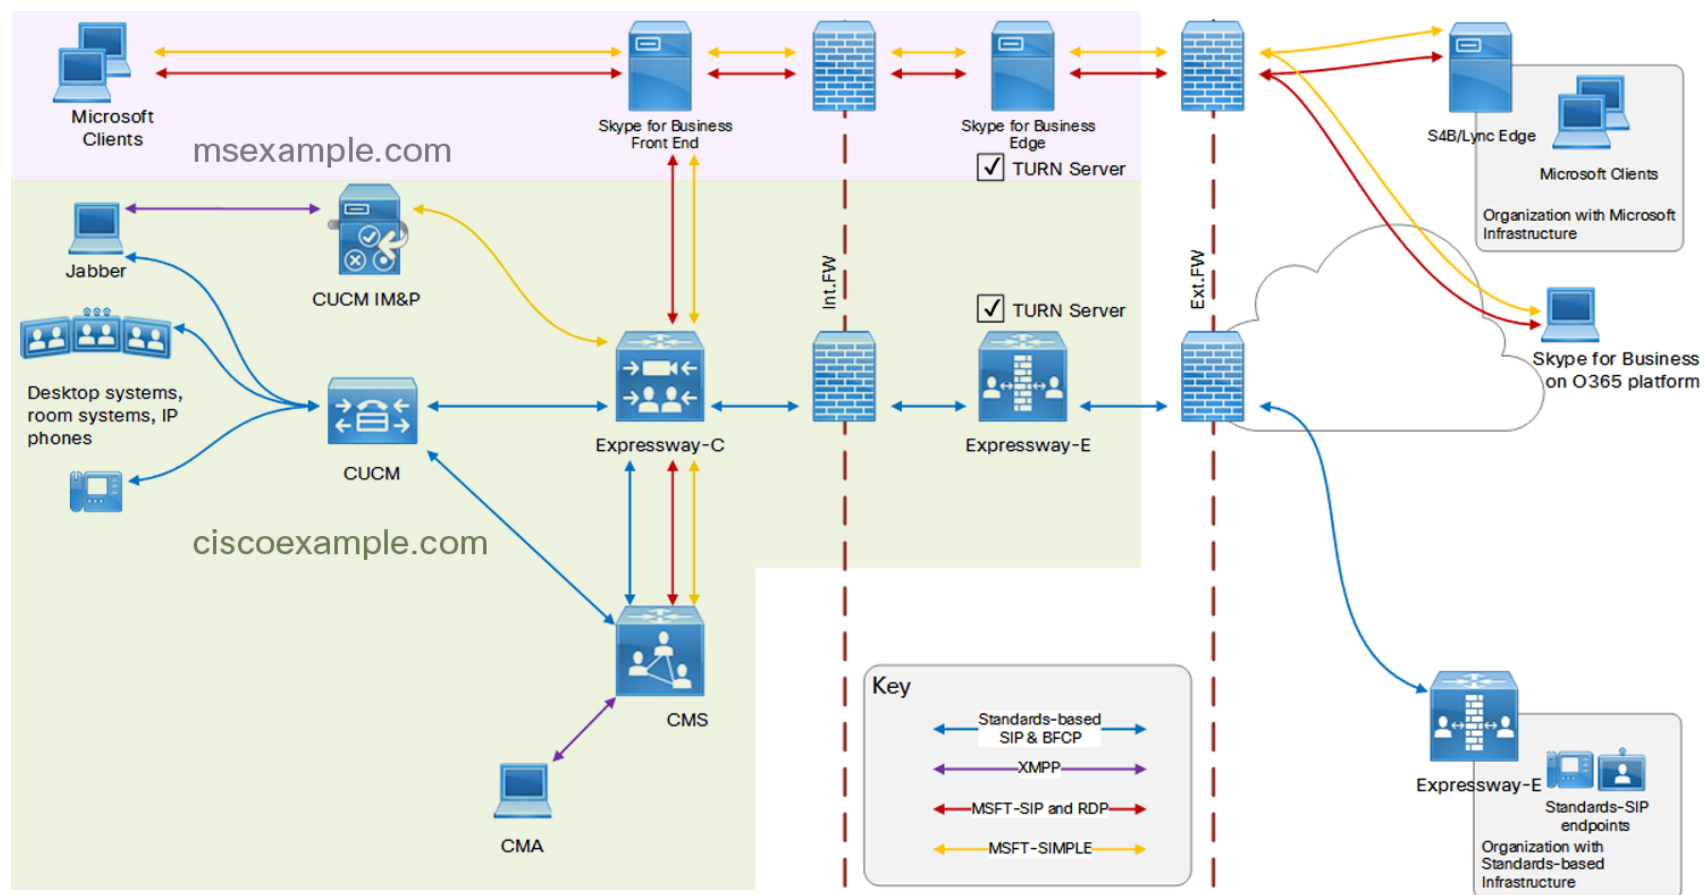 Microsoft
Clients
msexample.com
Skype for Business
Front End
Skype for Business
Edge
TURN Server
S4B/Lync Edge
Microsoft Clients
Organization with Microsoft
Infrastructure
Jabber
CUCM IM&P
Int.FW
TURN Server
Ext.FW
Skype for Business
on O365 platform
Desktop systems,
room systems, IP
phones
CUCM
Expressway-C
Expressway-E
ciscoexample.com
CMS
CMA
Key
Standards-based
SIP & BFCP
XMPP
MSFT-SIP and RDP
MSFT-SIMPLE
Expressway-E
Standards-SIP
endpoints
Organization with
Standards-based
Infrastructure